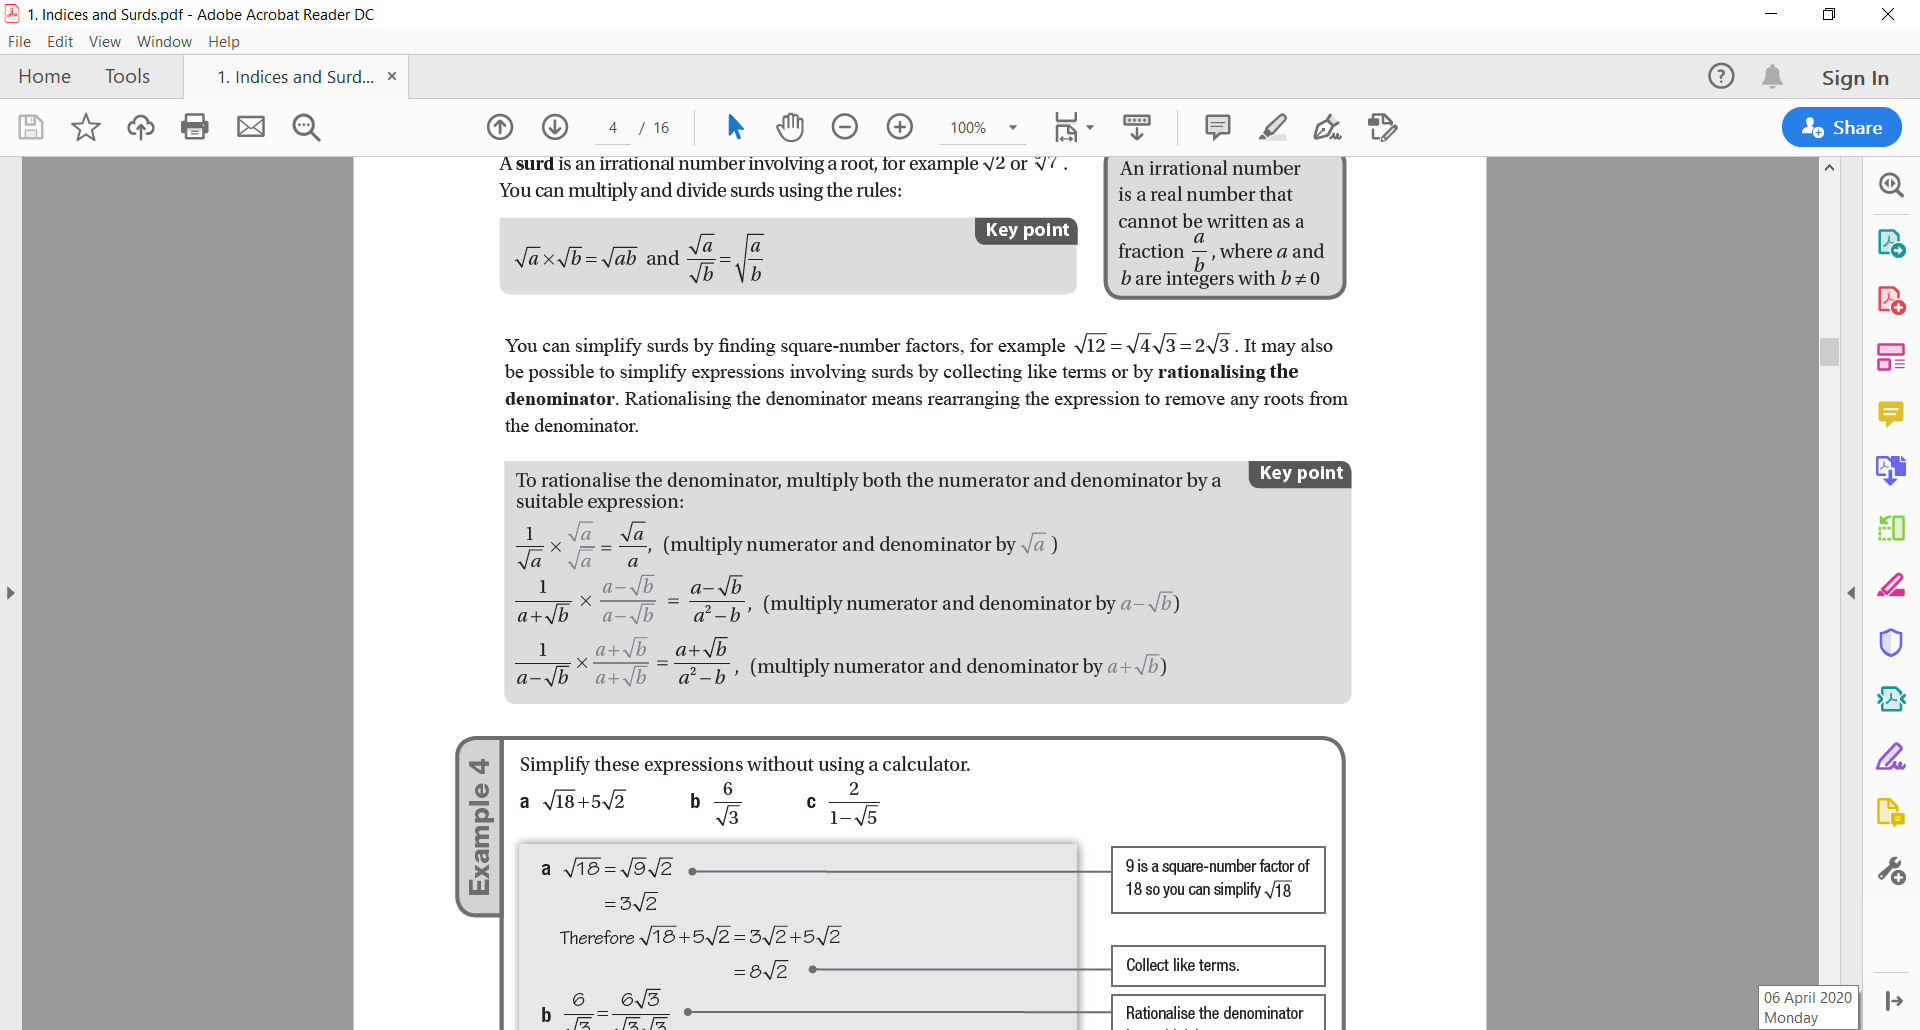 1. Indices and Surds.pdf - Adobe Acrobat Reader DC
File Edit View Window Help
Home Tools 1. Indices and Surd... × Sign In
4 / 16 100% Share
A surd is an irrational number involving a root, for example √2 or √7 .
You can multiply and divide surds using the rules:
Key point
√a × √b = √ab and √a/√b = √(a/b)
An irrational number
is a real number that
cannot be written as a
fraction a/b , where a and
b are integers with b ≠ 0
You can simplify surds by finding square-number factors, for example √12 = √4√3 = 2√3 . It may also
be possible to simplify expressions involving surds by collecting like terms or by rationalising the
denominator. Rationalising the denominator means rearranging the expression to remove any roots from
the denominator.
Key point
To rationalise the denominator, multiply both the numerator and denominator by a
suitable expression:
1/√a × √a/√a = √a/a, (multiply numerator and denominator by √a )
1/(a+√b) × (a−√b)/(a−√b) = (a−√b)/(a²−b), (multiply numerator and denominator by a−√b)
1/(a−√b) × (a+√b)/(a+√b) = (a+√b)/(a²−b), (multiply numerator and denominator by a+√b)
Example 4
Simplify these expressions without using a calculator.
a √18+5√2 b 6/√3 c 2/(1−√5)
a √18 = √9√2
= 3√2
Therefore √18+5√2 = 3√2+5√2
= 8√2
b 6/√3 = 6√3/√3√3
9 is a square-number factor of
18 so you can simplify √18
Collect like terms.
Rationalise the denominator
06 April 2020
Monday